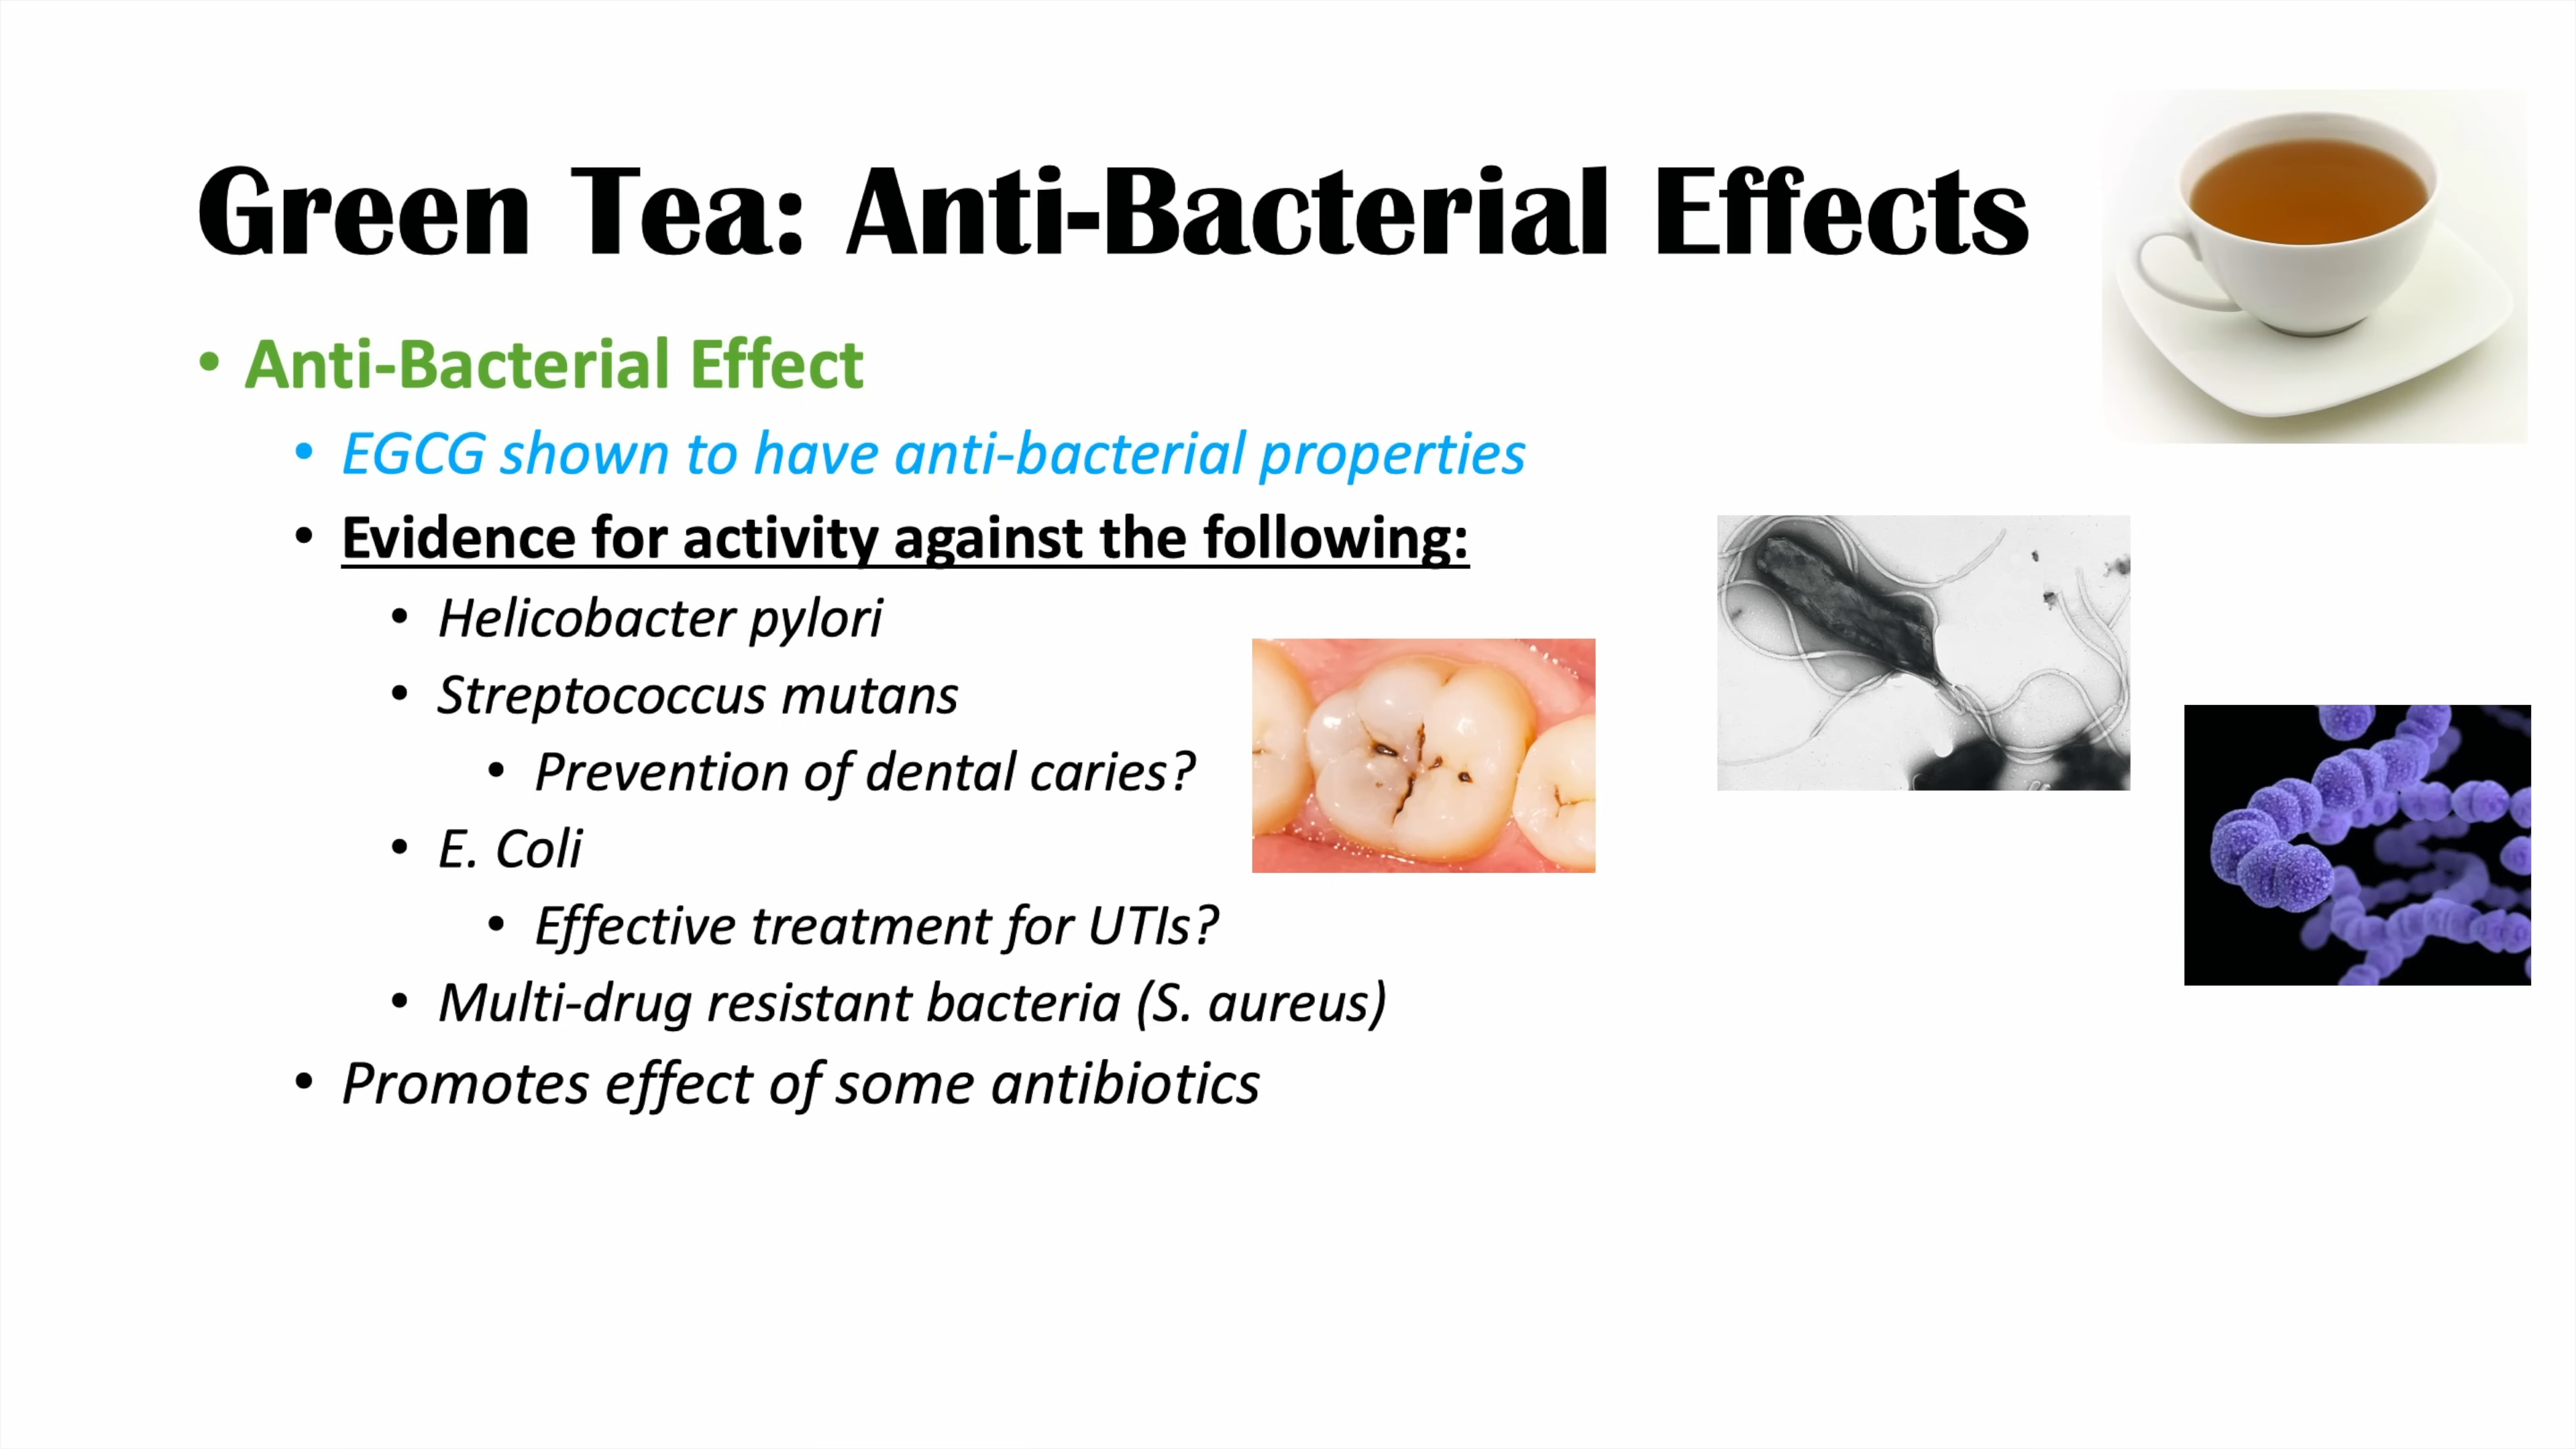 Green Tea: Anti-Bacterial Effects
• Anti-Bacterial Effect
• EGCG shown to have anti-bacterial properties
• Evidence for activity against the following:
• Helicobacter pylori
• Streptococcus mutans
• Prevention of dental caries?
• E. Coli
• Effective treatment for UTIs?
• Multi-drug resistant bacteria (S. aureus)
• Promotes effect of some antibiotics